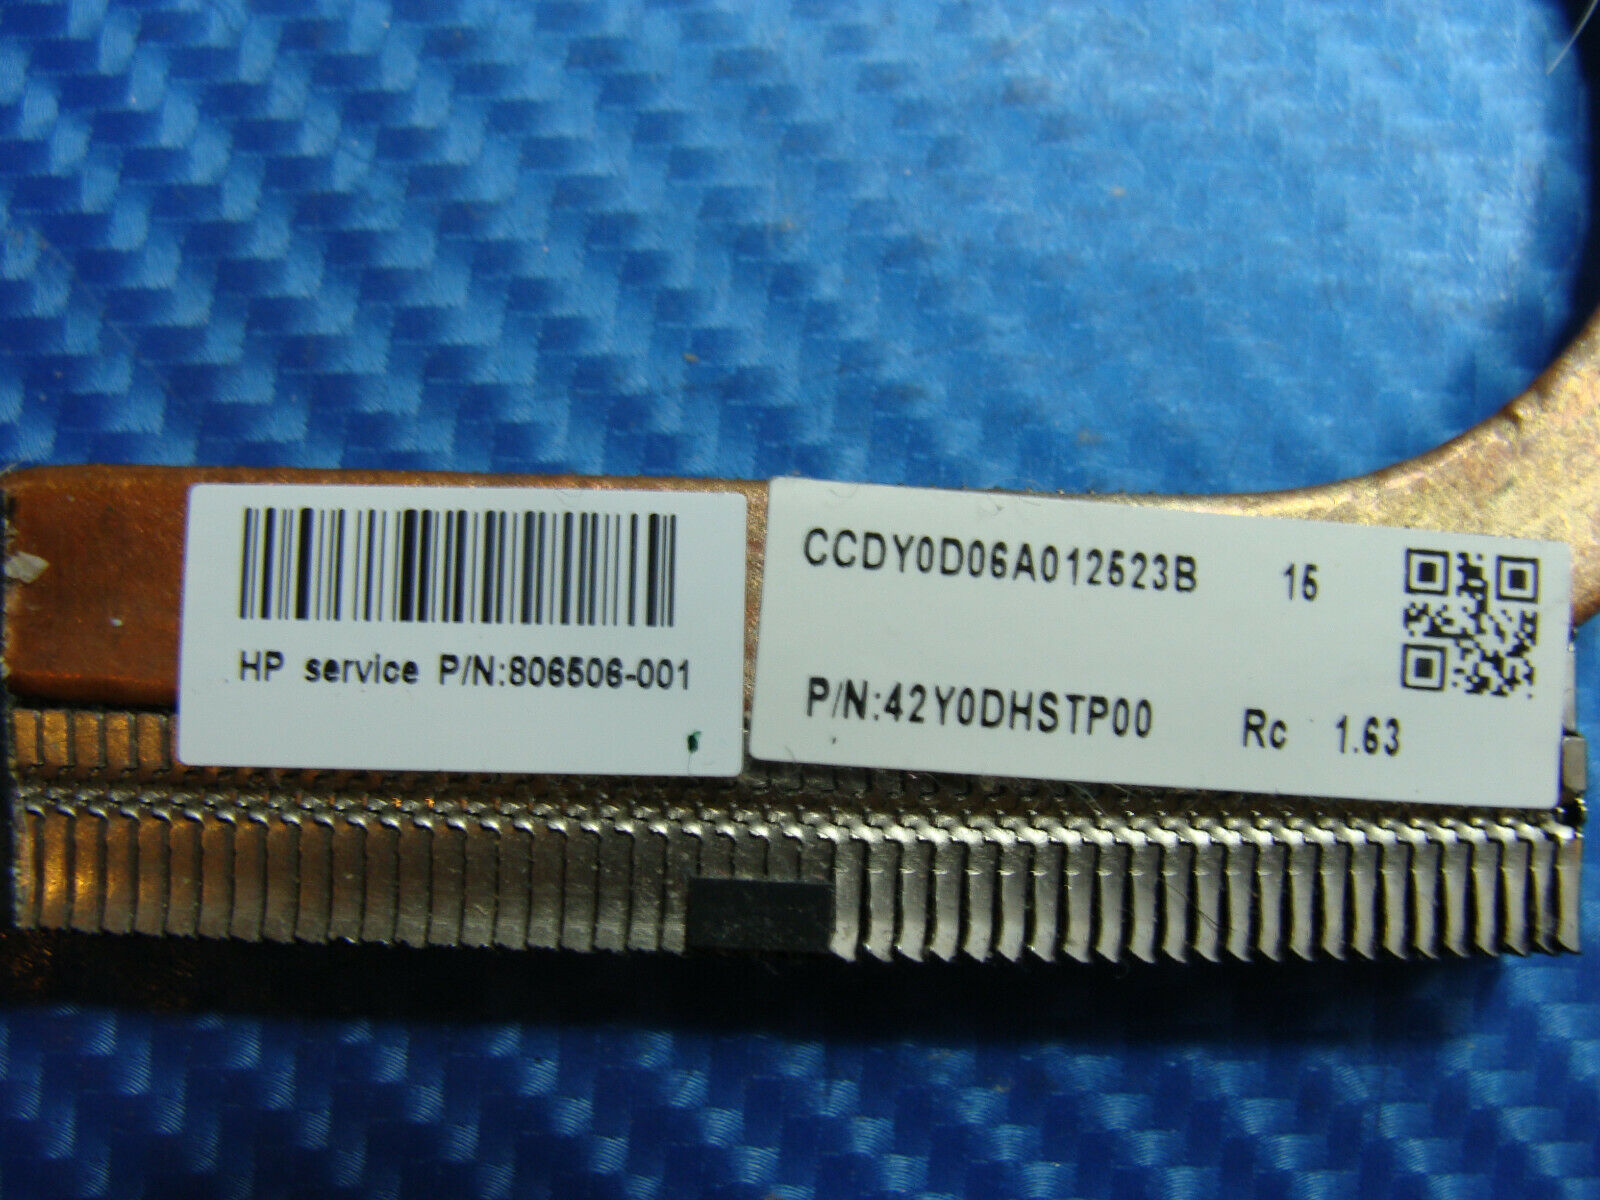 HP service P/N:806506-001
CCDY0D06A012523B 15
P/N:42Y0DHSTP00 Rc 1.63